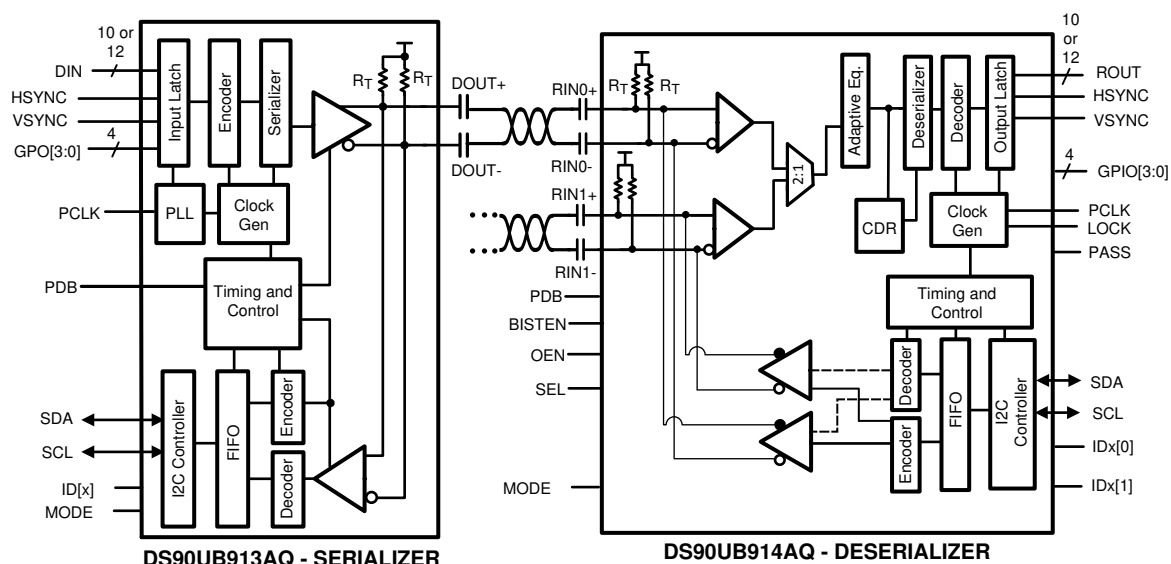 10 or
12
DIN
HSYNC
VSYNC
GPO[3:0]
4
PCLK
PDB
SDA
SCL
ID[x]
MODE
Input Latch
Encoder
Serializer
PLL
Clock
Gen
Timing and
Control
I2C Controller
FIFO
Encoder
Decoder
RT
RT
DOUT+
DOUT-
DS90UB913AQ - SERIALIZER
RIN0+
RIN0-
RIN1+
RIN1-
PDB
BISTEN
OEN
SEL
MODE
RT
RT
2:1
Adaptive Eq.
CDR
Deserializer
Decoder
Output Latch
Clock
Gen
Timing and
Control
Decoder
Encoder
FIFO
I2C
Controller
10
or
12
ROUT
HSYNC
VSYNC
4
GPIO[3:0]
PCLK
LOCK
PASS
SDA
SCL
IDx[0]
IDx[1]
DS90UB914AQ - DESERIALIZER